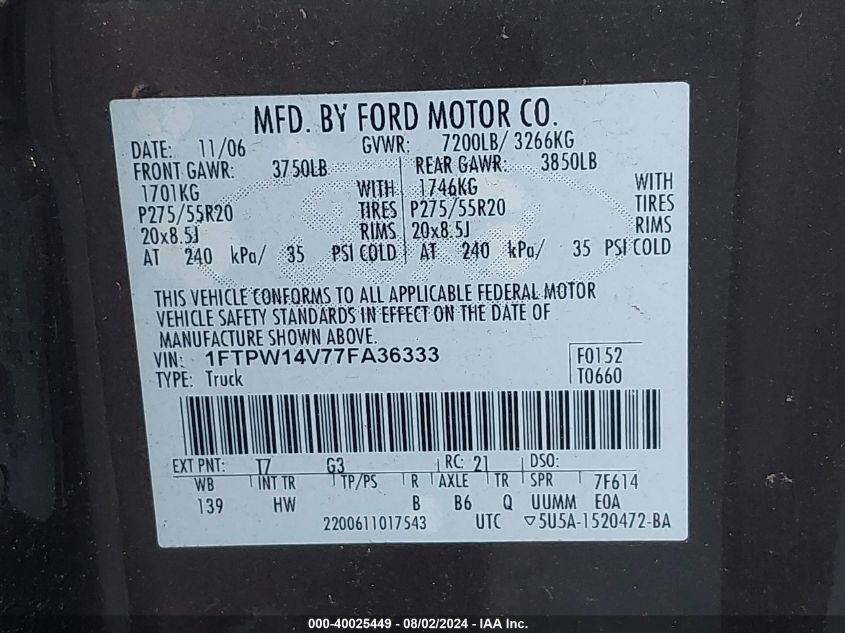 MFD. BY FORD MOTOR CO.
DATE: 11/06 GVWR: 7200LB/ 3266KG
FRONT GAWR: 3750LB REAR GAWR: 3850LB
1701KG WITH 1746KG WITH
P275/55R20 TIRES P275/55R20 TIRES
20x8.5J RIMS 20x8.5J RIMS
AT 240 kPa/ 35 PSI COLD AT 240 kPa/ 35 PSI COLD
THIS VEHICLE CONFORMS TO ALL APPLICABLE FEDERAL MOTOR
VEHICLE SAFETY STANDARDS IN EFFECT ON THE DATE OF
MANUFACTURE SHOWN ABOVE.
VIN: 1FTPW14V77FA36333 F0152
TYPE: Truck T0660
EXT PNT: T7 G3 RC: 21 DSO:
WB INT TR TP/PS R AXLE TR SPR 7F614
139 HW B B6 Q UUMM EOA
2200611017543 UTC ▽5U5A-1520472-BA
000-40025449 - 08/02/2024 - IAA Inc.